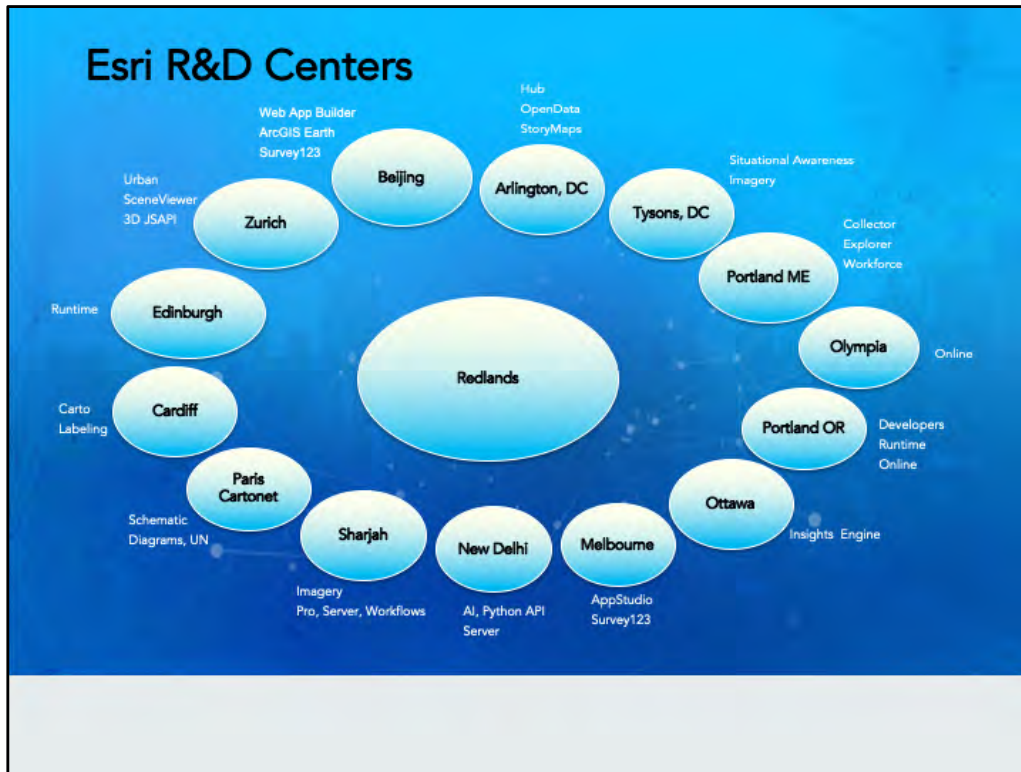 Esri R&D Centers
Web App Builder
ArcGIS Earth
Survey123
Beijing
Hub
OpenData
StoryMaps
Arlington, DC
Situational Awareness
Imagery
Tysons, DC
Collector
Explorer
Workforce
Portland ME
Olympia
Online
Portland OR
Developers
Runtime
Online
Ottawa
Insights Engine
Melbourne
AppStudio
Survey123
New Delhi
AI, Python API
Server
Sharjah
Imagery
Pro, Server, Workflows
Paris
Cartonet
Schematic
Diagrams, UN
Cardiff
Carto
Labeling
Edinburgh
Runtime
Zurich
Urban
SceneViewer
3D JSAPI
Redlands